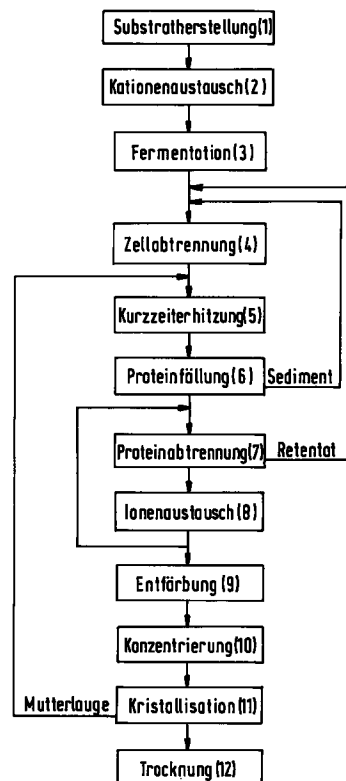 Substratherstellung(1)
Kationenaustausch(2)
Fermentation(3)
Zellabtrennung(4)
Kurzzeiterhitzung(5)
Proteinfällung(6)
Sediment
Proteinabtrennung(7)
Retentat
Ionenaustausch(8)
Entfärbung(9)
Konzentrierung(10)
Mutterlauge
Kristallisation(11)
Trocknung(12)